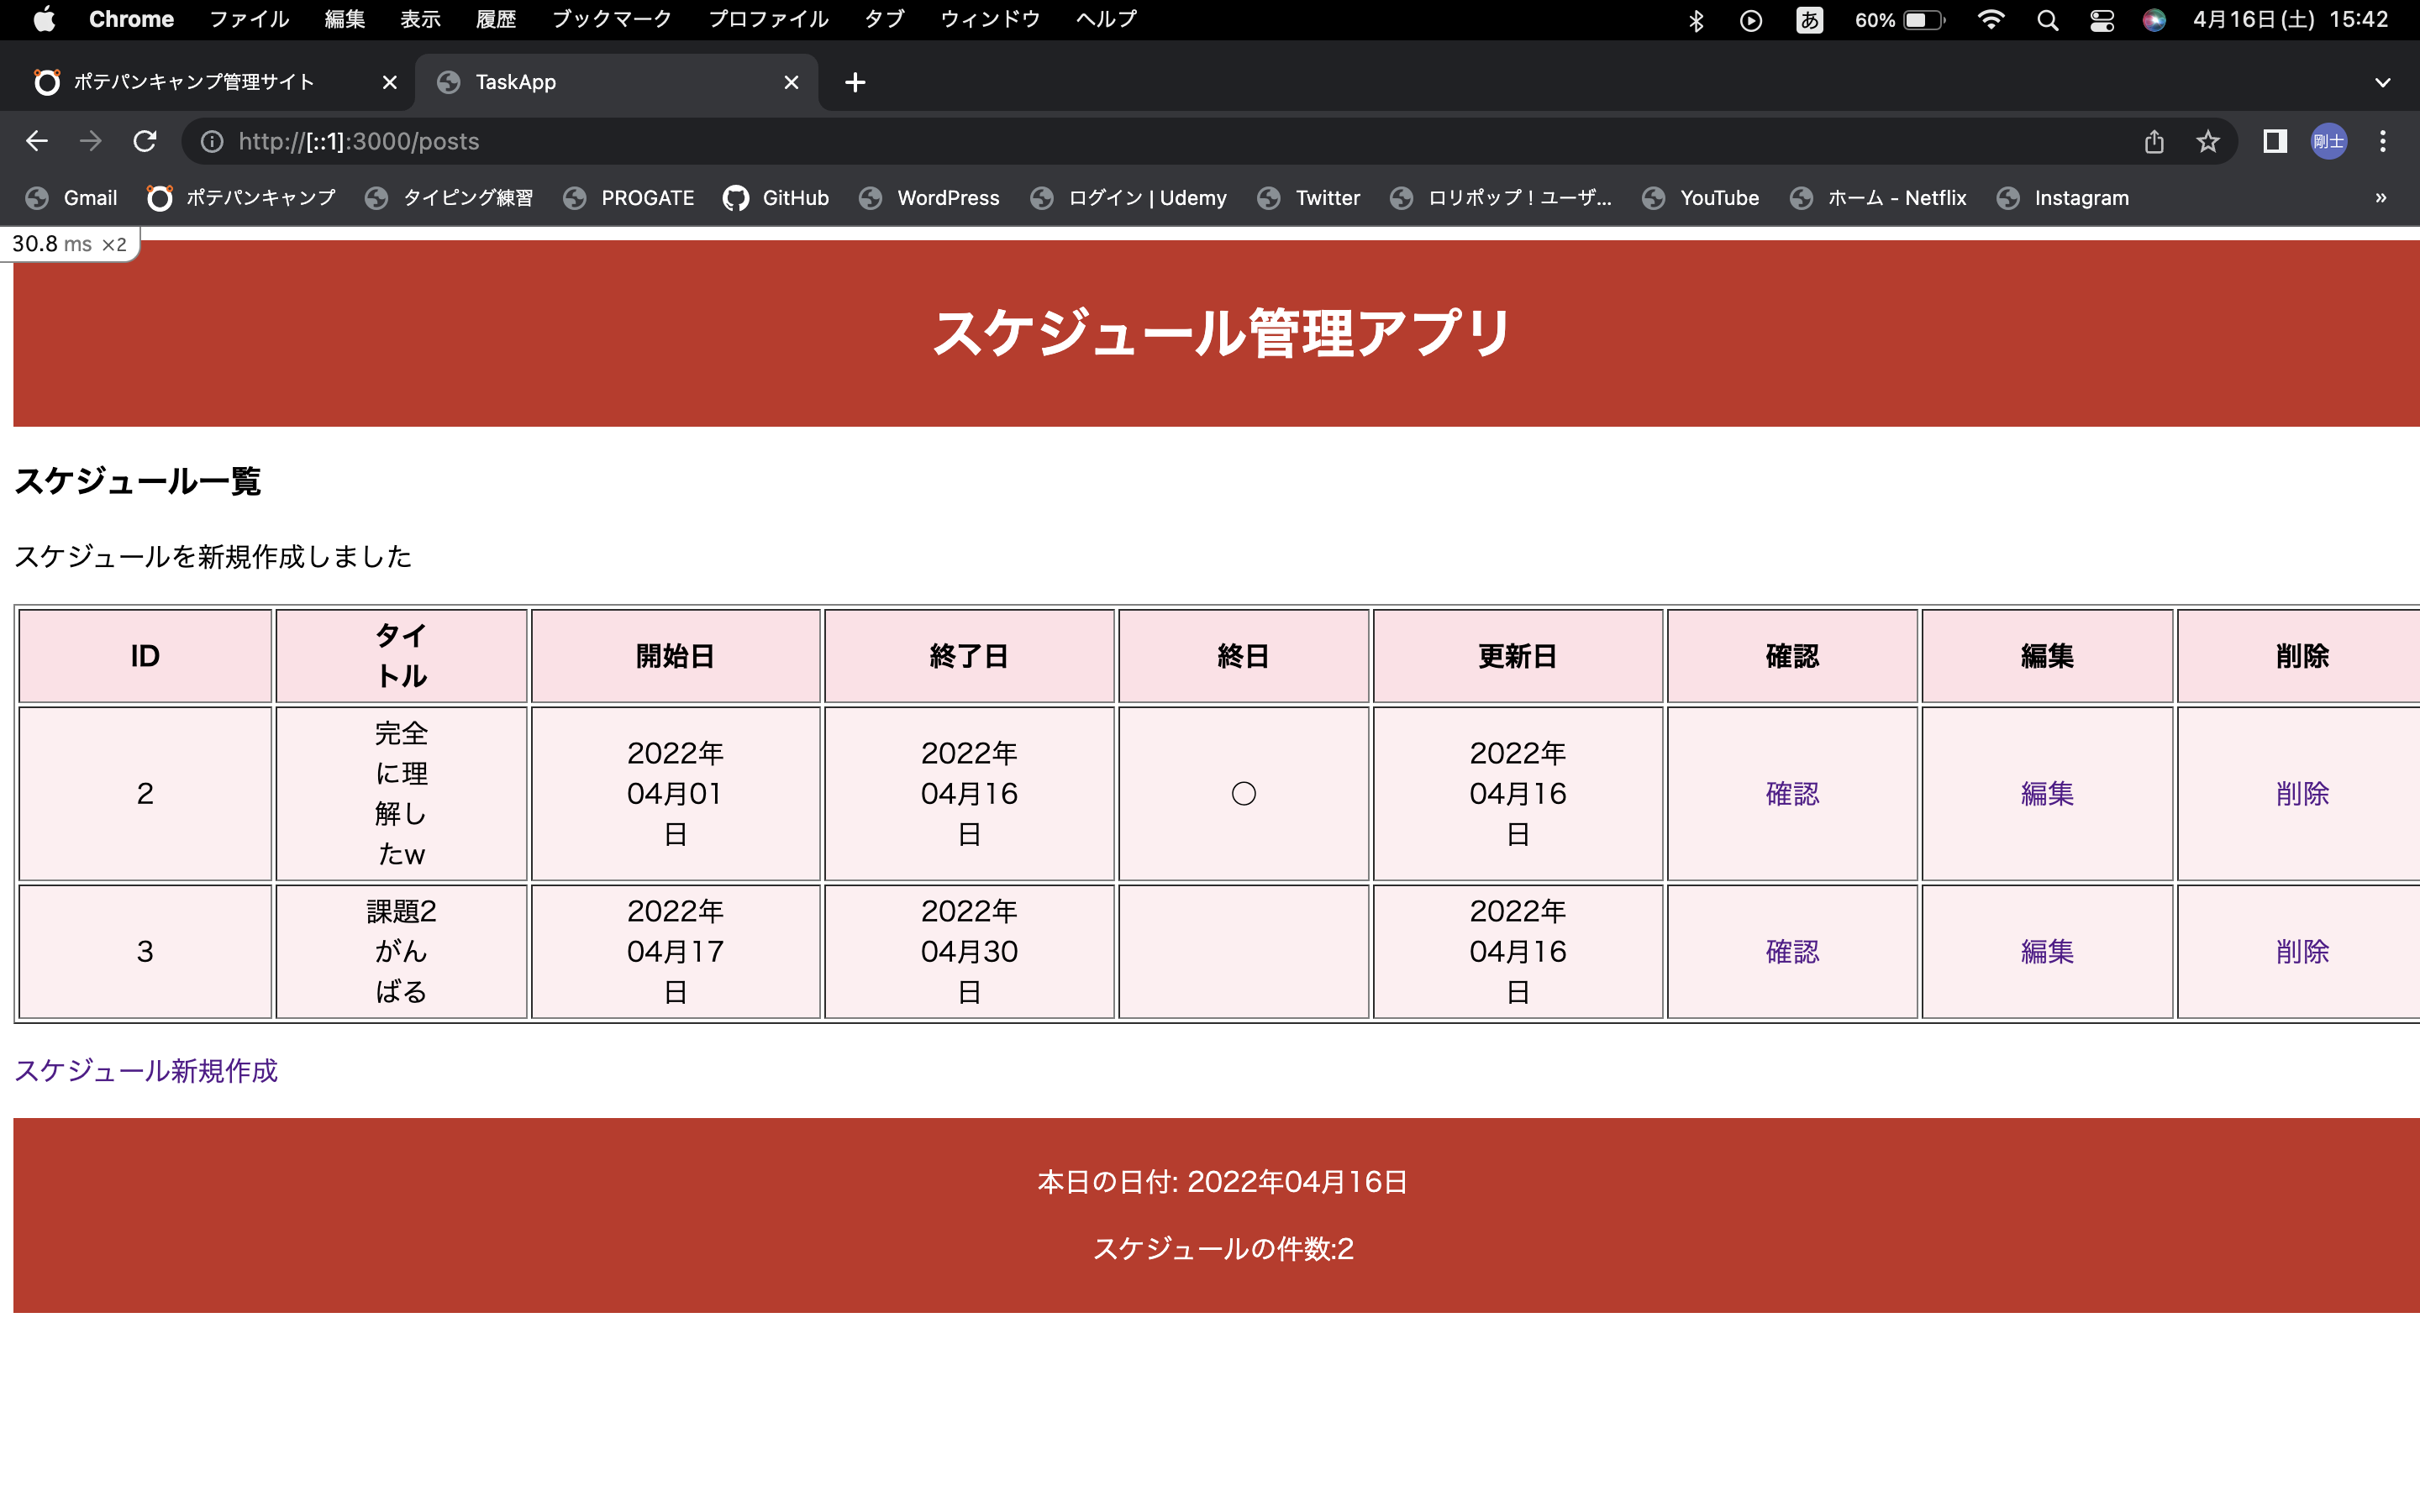 Chrome ファイル 編集 表示 履歴 ブックマーク プロファイル タブ ウィンドウ ヘルプ あ 60% 4月16日(土) 15:42
ポテパンキャンプ管理サイト TaskApp
http://[::1]:3000/posts 剛士
Gmail ポテパンキャンプ タイピング練習 PROGATE GitHub WordPress ログイン | Udemy Twitter ロリポップ！ユーザ... YouTube ホーム - Netflix Instagram »
30.8 ms ×2
スケジュール管理アプリ
スケジュール一覧
スケジュールを新規作成しました
ID タイ
トル 開始日 終了日 終日 更新日 確認 編集 削除
2 完全
に理
解し
たw 2022年
04月01
日 2022年
04月16
日 〇 2022年
04月16
日 確認 編集 削除
3 課題2
がん
ばる 2022年
04月17
日 2022年
04月30
日 2022年
04月16
日 確認 編集 削除
スケジュール新規作成
本日の日付: 2022年04月16日
スケジュールの件数:2